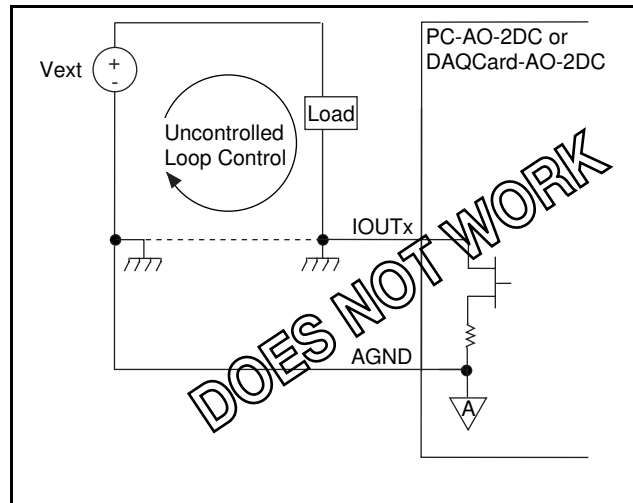 PC-AO-2DC or
DAQCard-AO-2DC
Vext
+
-
Load
Uncontrolled
Loop Control
IOUTx
DOES NOT WORK
AGND
A